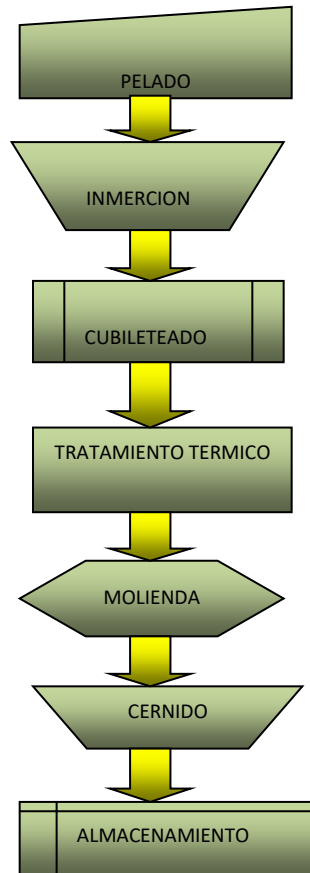 PELADO
INMERCION
CUBILETEADO
TRATAMIENTO TERMICO
MOLIENDA
CERNIDO
ALMACENAMIENTO